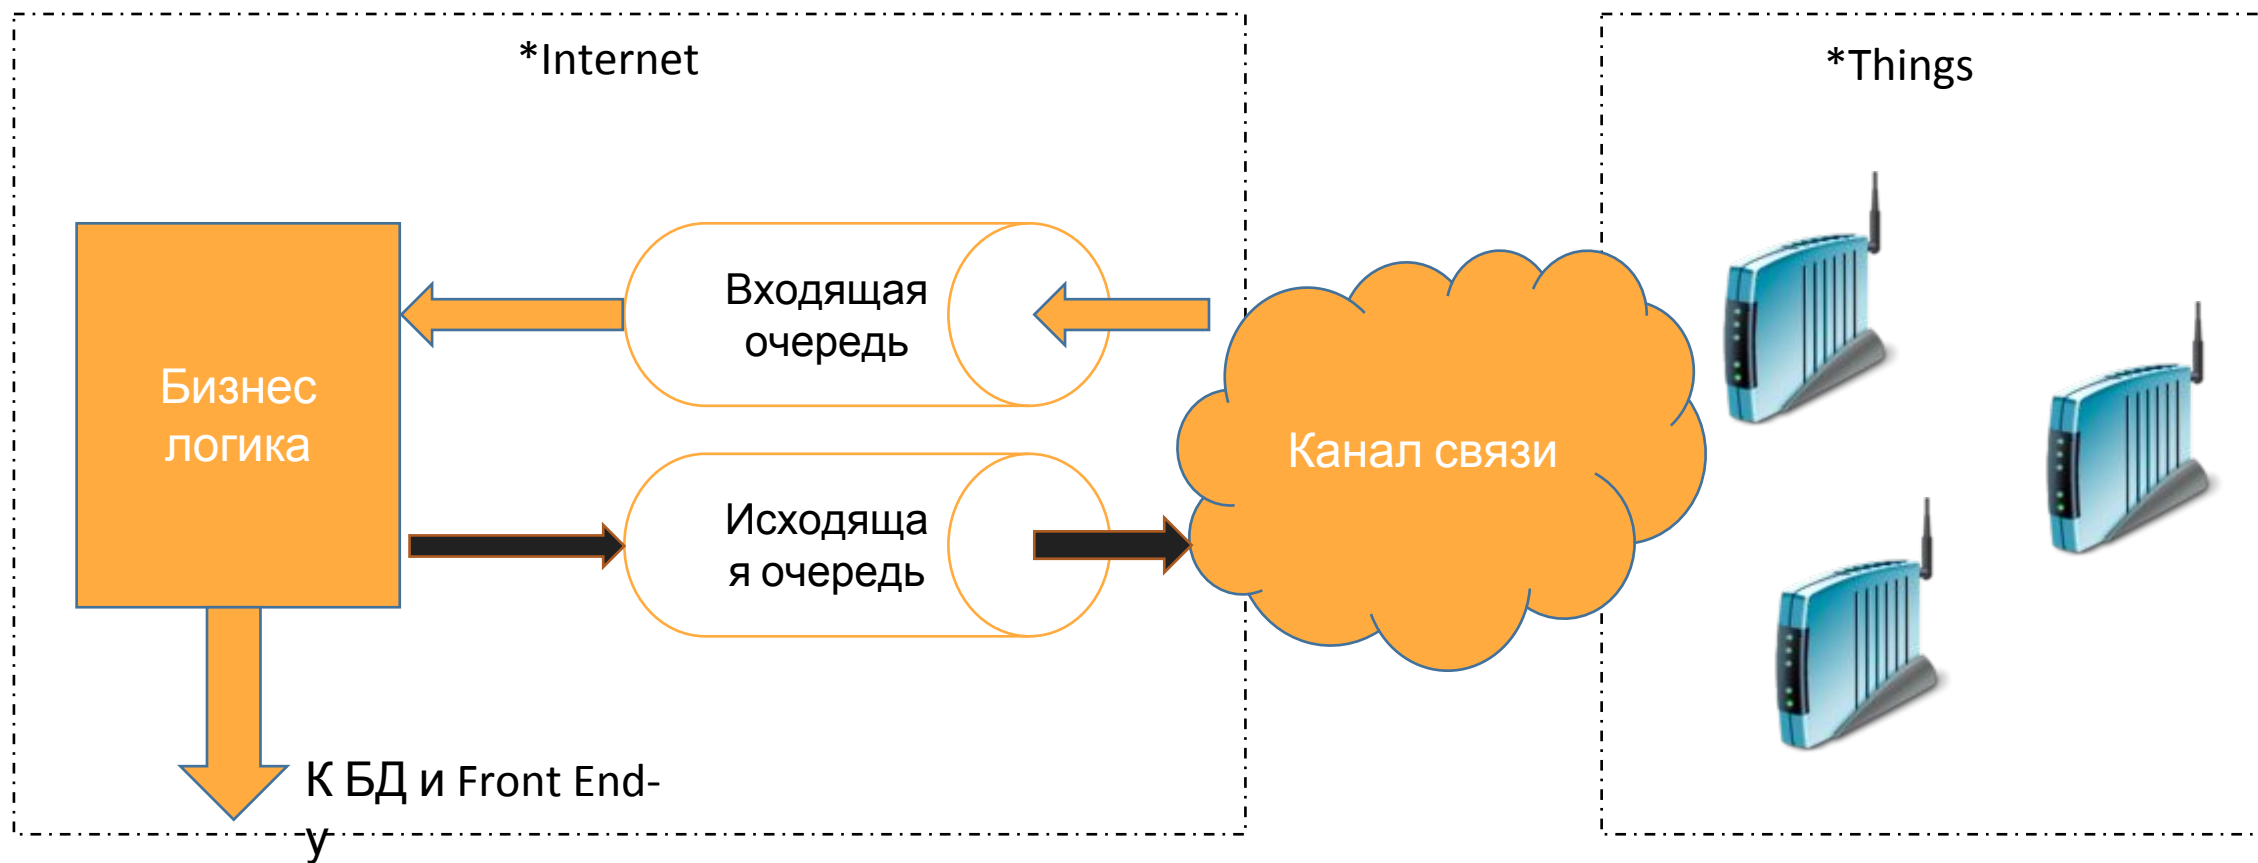 *Internet
*Things
Входящая
очередь
Бизнес
логика
Канал связи
Исходяща
я очередь
К БД и Front End-
у